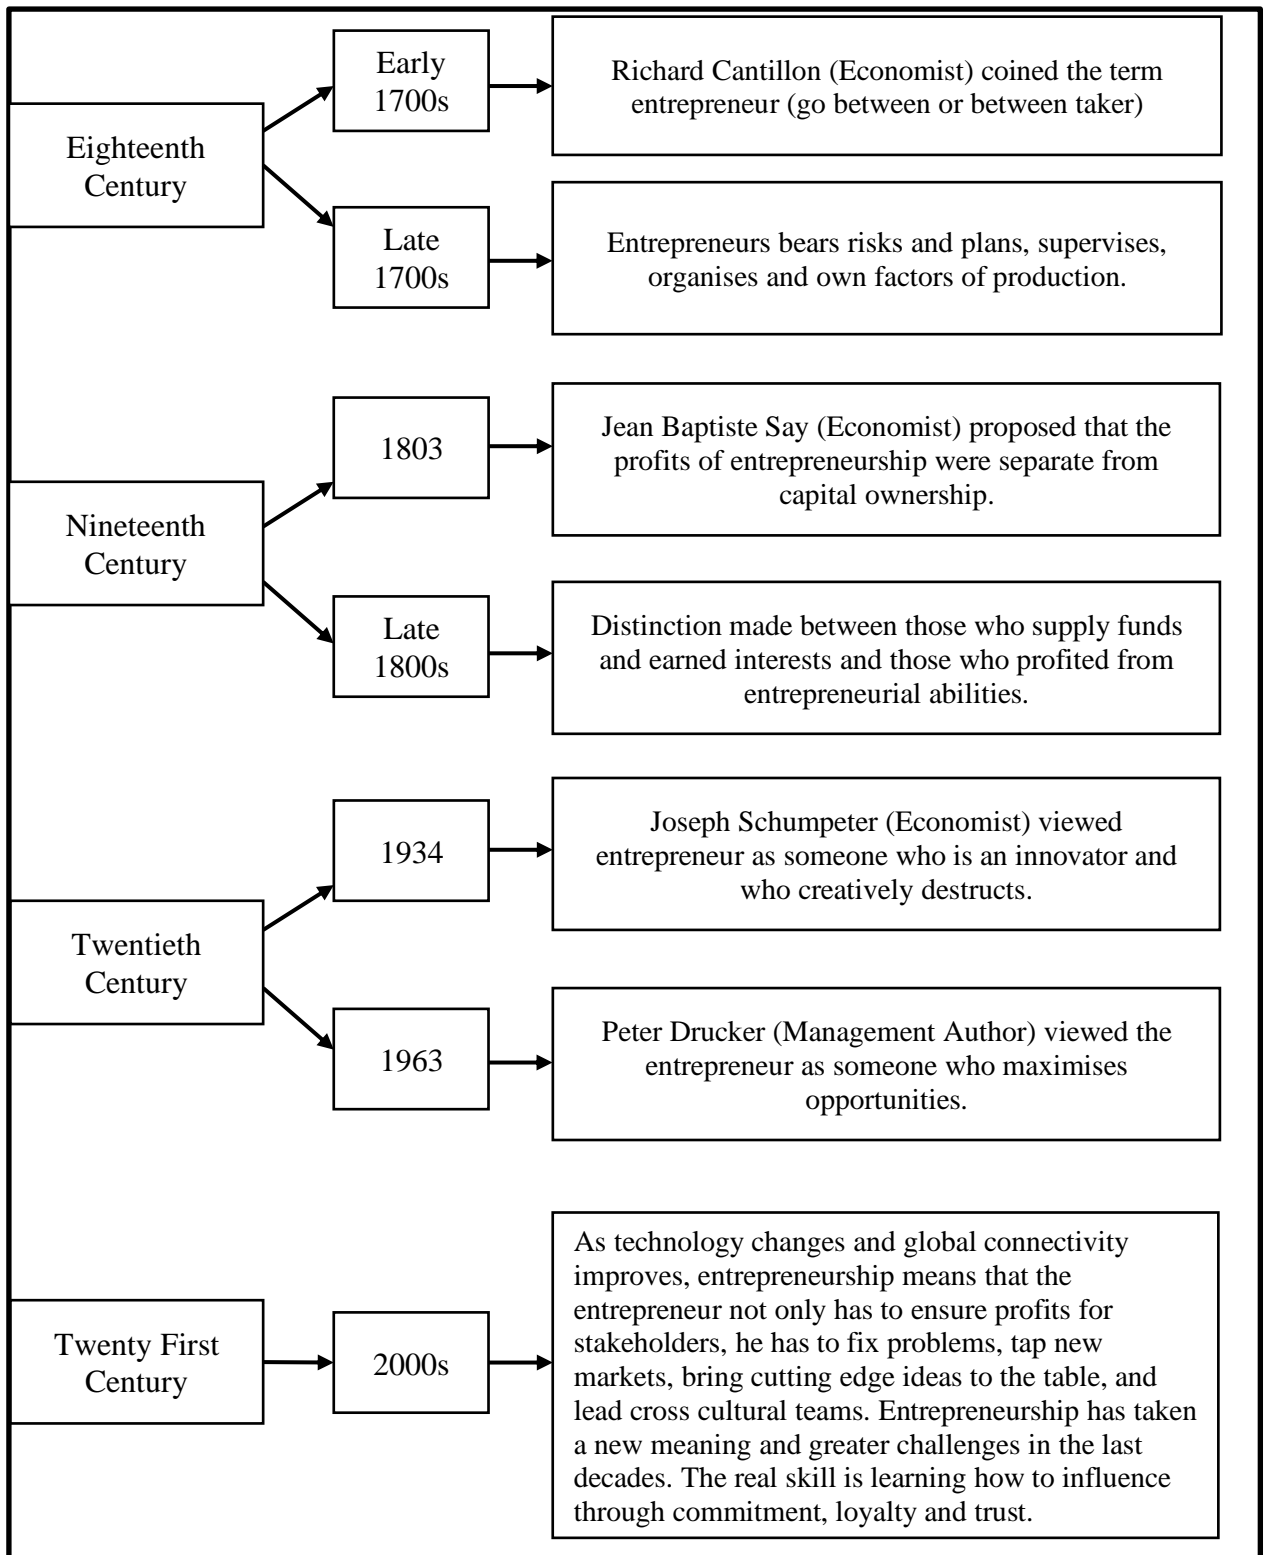 Eighteenth
Century
Early
1700s
Richard Cantillon (Economist) coined the term
entrepreneur (go between or between taker)
Late
1700s
Entrepreneurs bears risks and plans, supervises,
organises and own factors of production.
Nineteenth
Century
1803
Jean Baptiste Say (Economist) proposed that the
profits of entrepreneurship were separate from
capital ownership.
Late
1800s
Distinction made between those who supply funds
and earned interests and those who profited from
entrepreneurial abilities.
Twentieth
Century
1934
Joseph Schumpeter (Economist) viewed
entrepreneur as someone who is an innovator and
who creatively destructs.
1963
Peter Drucker (Management Author) viewed the
entrepreneur as someone who maximises
opportunities.
Twenty First
Century
2000s
As technology changes and global connectivity
improves, entrepreneurship means that the
entrepreneur not only has to ensure profits for
stakeholders, he has to fix problems, tap new
markets, bring cutting edge ideas to the table, and
lead cross cultural teams. Entrepreneurship has taken
a new meaning and greater challenges in the last
decades. The real skill is learning how to influence
through commitment, loyalty and trust.